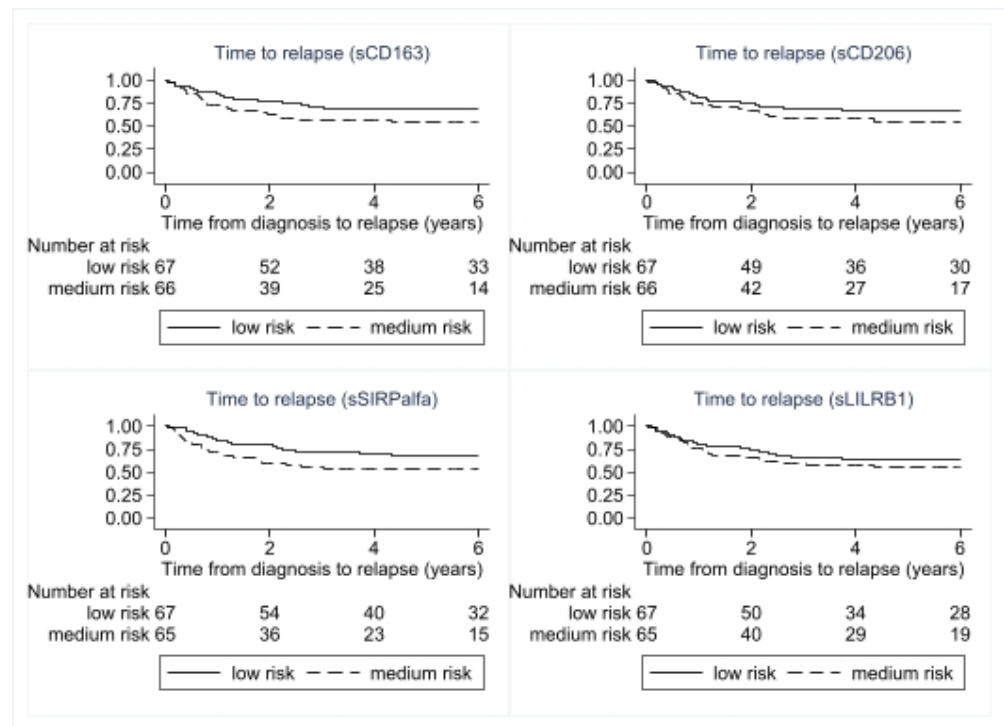 Time to relapse (sCD163)
1.00
0.75
0.50
0.25
0.00
0 2 4 6
Time from diagnosis to relapse (years)
Number at risk
low risk 67 52 38 33
medium risk 66 39 25 14
low risk medium risk
Time to relapse (sCD206)
1.00
0.75
0.50
0.25
0.00
0 2 4 6
Time from diagnosis to relapse (years)
Number at risk
low risk 67 49 36 30
medium risk 66 42 27 17
low risk medium risk
Time to relapse (sSIRPalfa)
1.00
0.75
0.50
0.25
0.00
0 2 4 6
Time from diagnosis to relapse (years)
Number at risk
low risk 67 54 40 32
medium risk 65 36 23 15
low risk medium risk
Time to relapse (sLILRB1)
1.00
0.75
0.50
0.25
0.00
0 2 4 6
Time from diagnosis to relapse (years)
Number at risk
low risk 67 50 34 28
medium risk 65 40 29 19
low risk medium risk